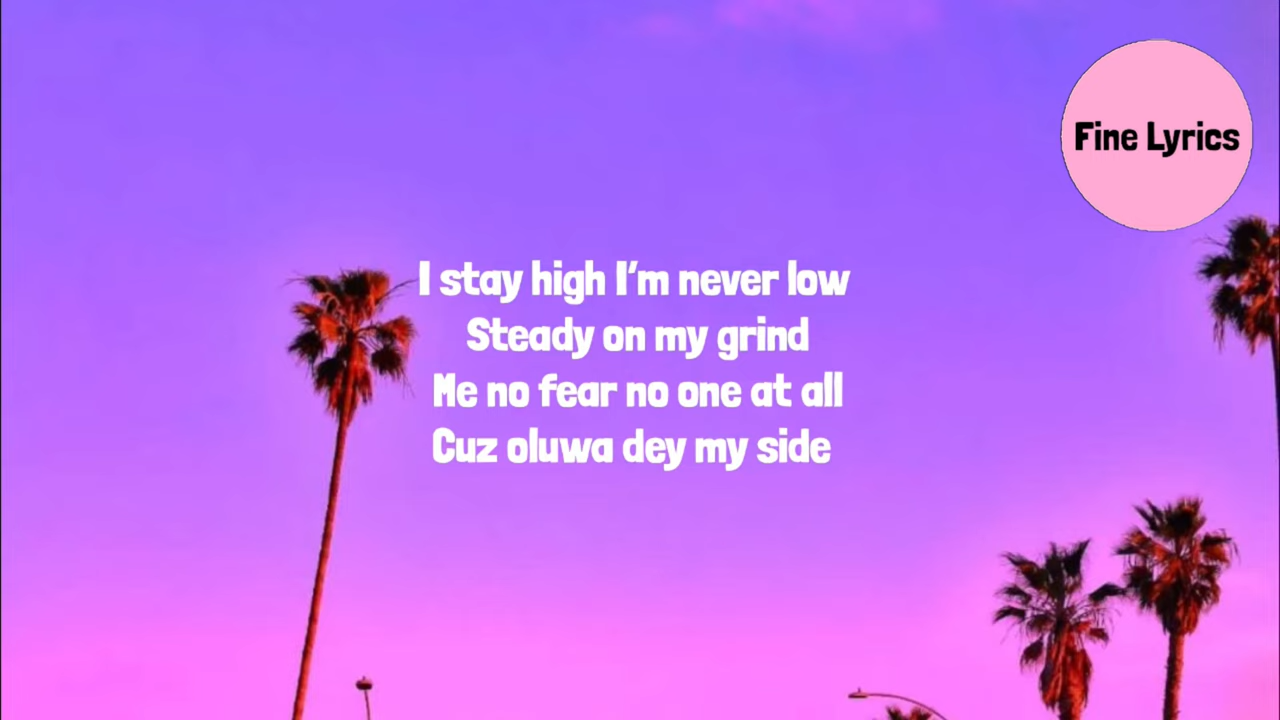 Fine Lyrics
I stay high I'm never low
Steady on my grind
Me no fear no one at all
Cuz oluwa dey my side